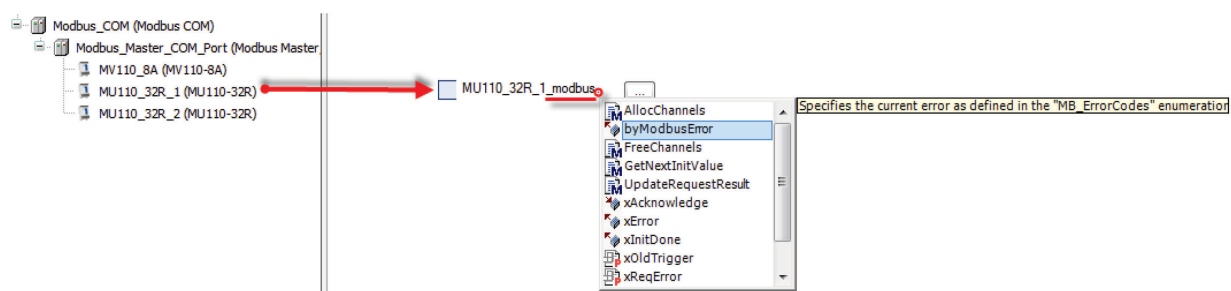 Modbus_COM (Modbus COM)
Modbus_Master_COM_Port (Modbus Master,
MV110_8A (MV110-8A)
MU110_32R_1 (MU110-32R)
MU110_32R_2 (MU110-32R)
MU110_32R_1_modbus
...
AllocChannels
byModbusError
FreeChannels
GetNextInitValue
UpdateRequestResult
xAcknowledge
xError
xInitDone
xOldTrigger
xReqError
Specifies the current error as defined in the "MB_ErrorCodes" enumeration